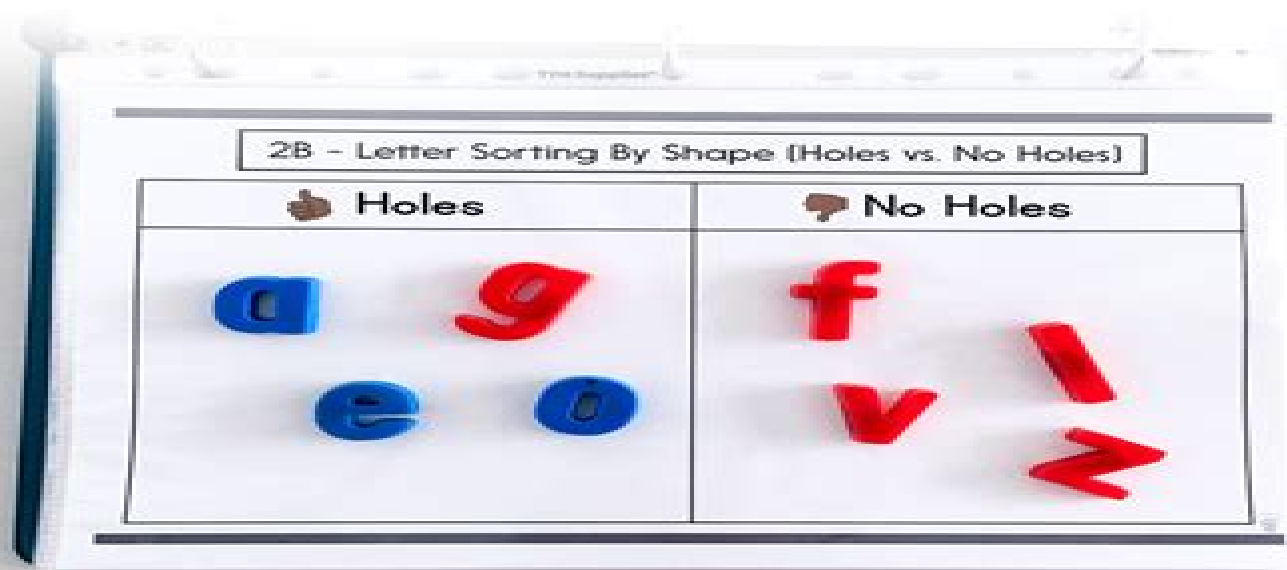 2B - Letter Sorting By Shape (Holes vs. No Holes)
Holes
No Holes
a g
e o
f
l
v
z